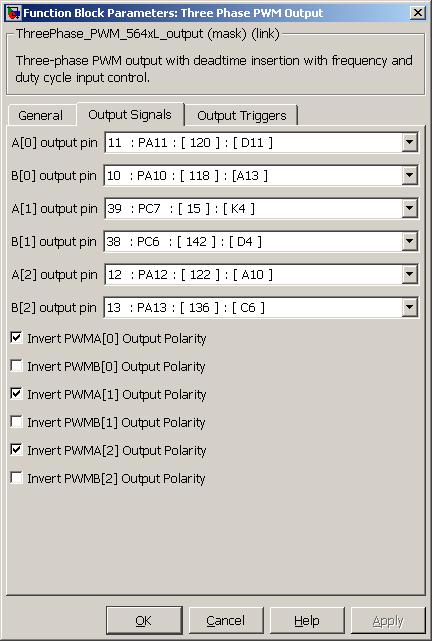 Function Block Parameters: Three Phase PWM Output
ThreePhase_PWM_564xL_output (mask) (link)
Three-phase PWM output with deadtime insertion with frequency and
duty cycle input control.
General Output Signals Output Triggers
A[0] output pin 11 : PA11 : [ 120 ] : [ D11 ]
B[0] output pin 10 : PA10 : [ 118 ] : [A13 ]
A[1] output pin 39 : PC7 : [ 15 ] : [ K4 ]
B[1] output pin 38 : PC6 : [ 142 ] : [ D4 ]
A[2] output pin 12 : PA12 : [ 122 ] : [ A10 ]
B[2] output pin 13 : PA13 : [ 136 ] : [ C6 ]
Invert PWMA[0] Output Polarity
Invert PWMB[0] Output Polarity
Invert PWMA[1] Output Polarity
Invert PWMB[1] Output Polarity
Invert PWMA[2] Output Polarity
Invert PWMB[2] Output Polarity
OK Cancel Help Apply